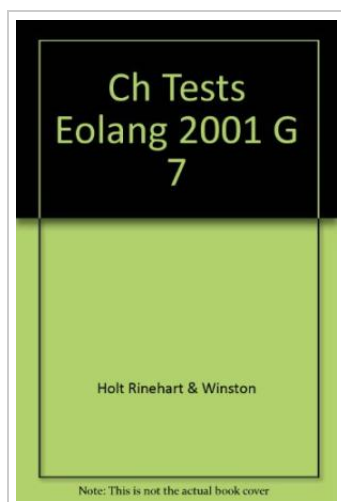 Ch Tests
Eolang 2001 G
7
Holt Rinehart & Winston
Note: This is not the actual book cover